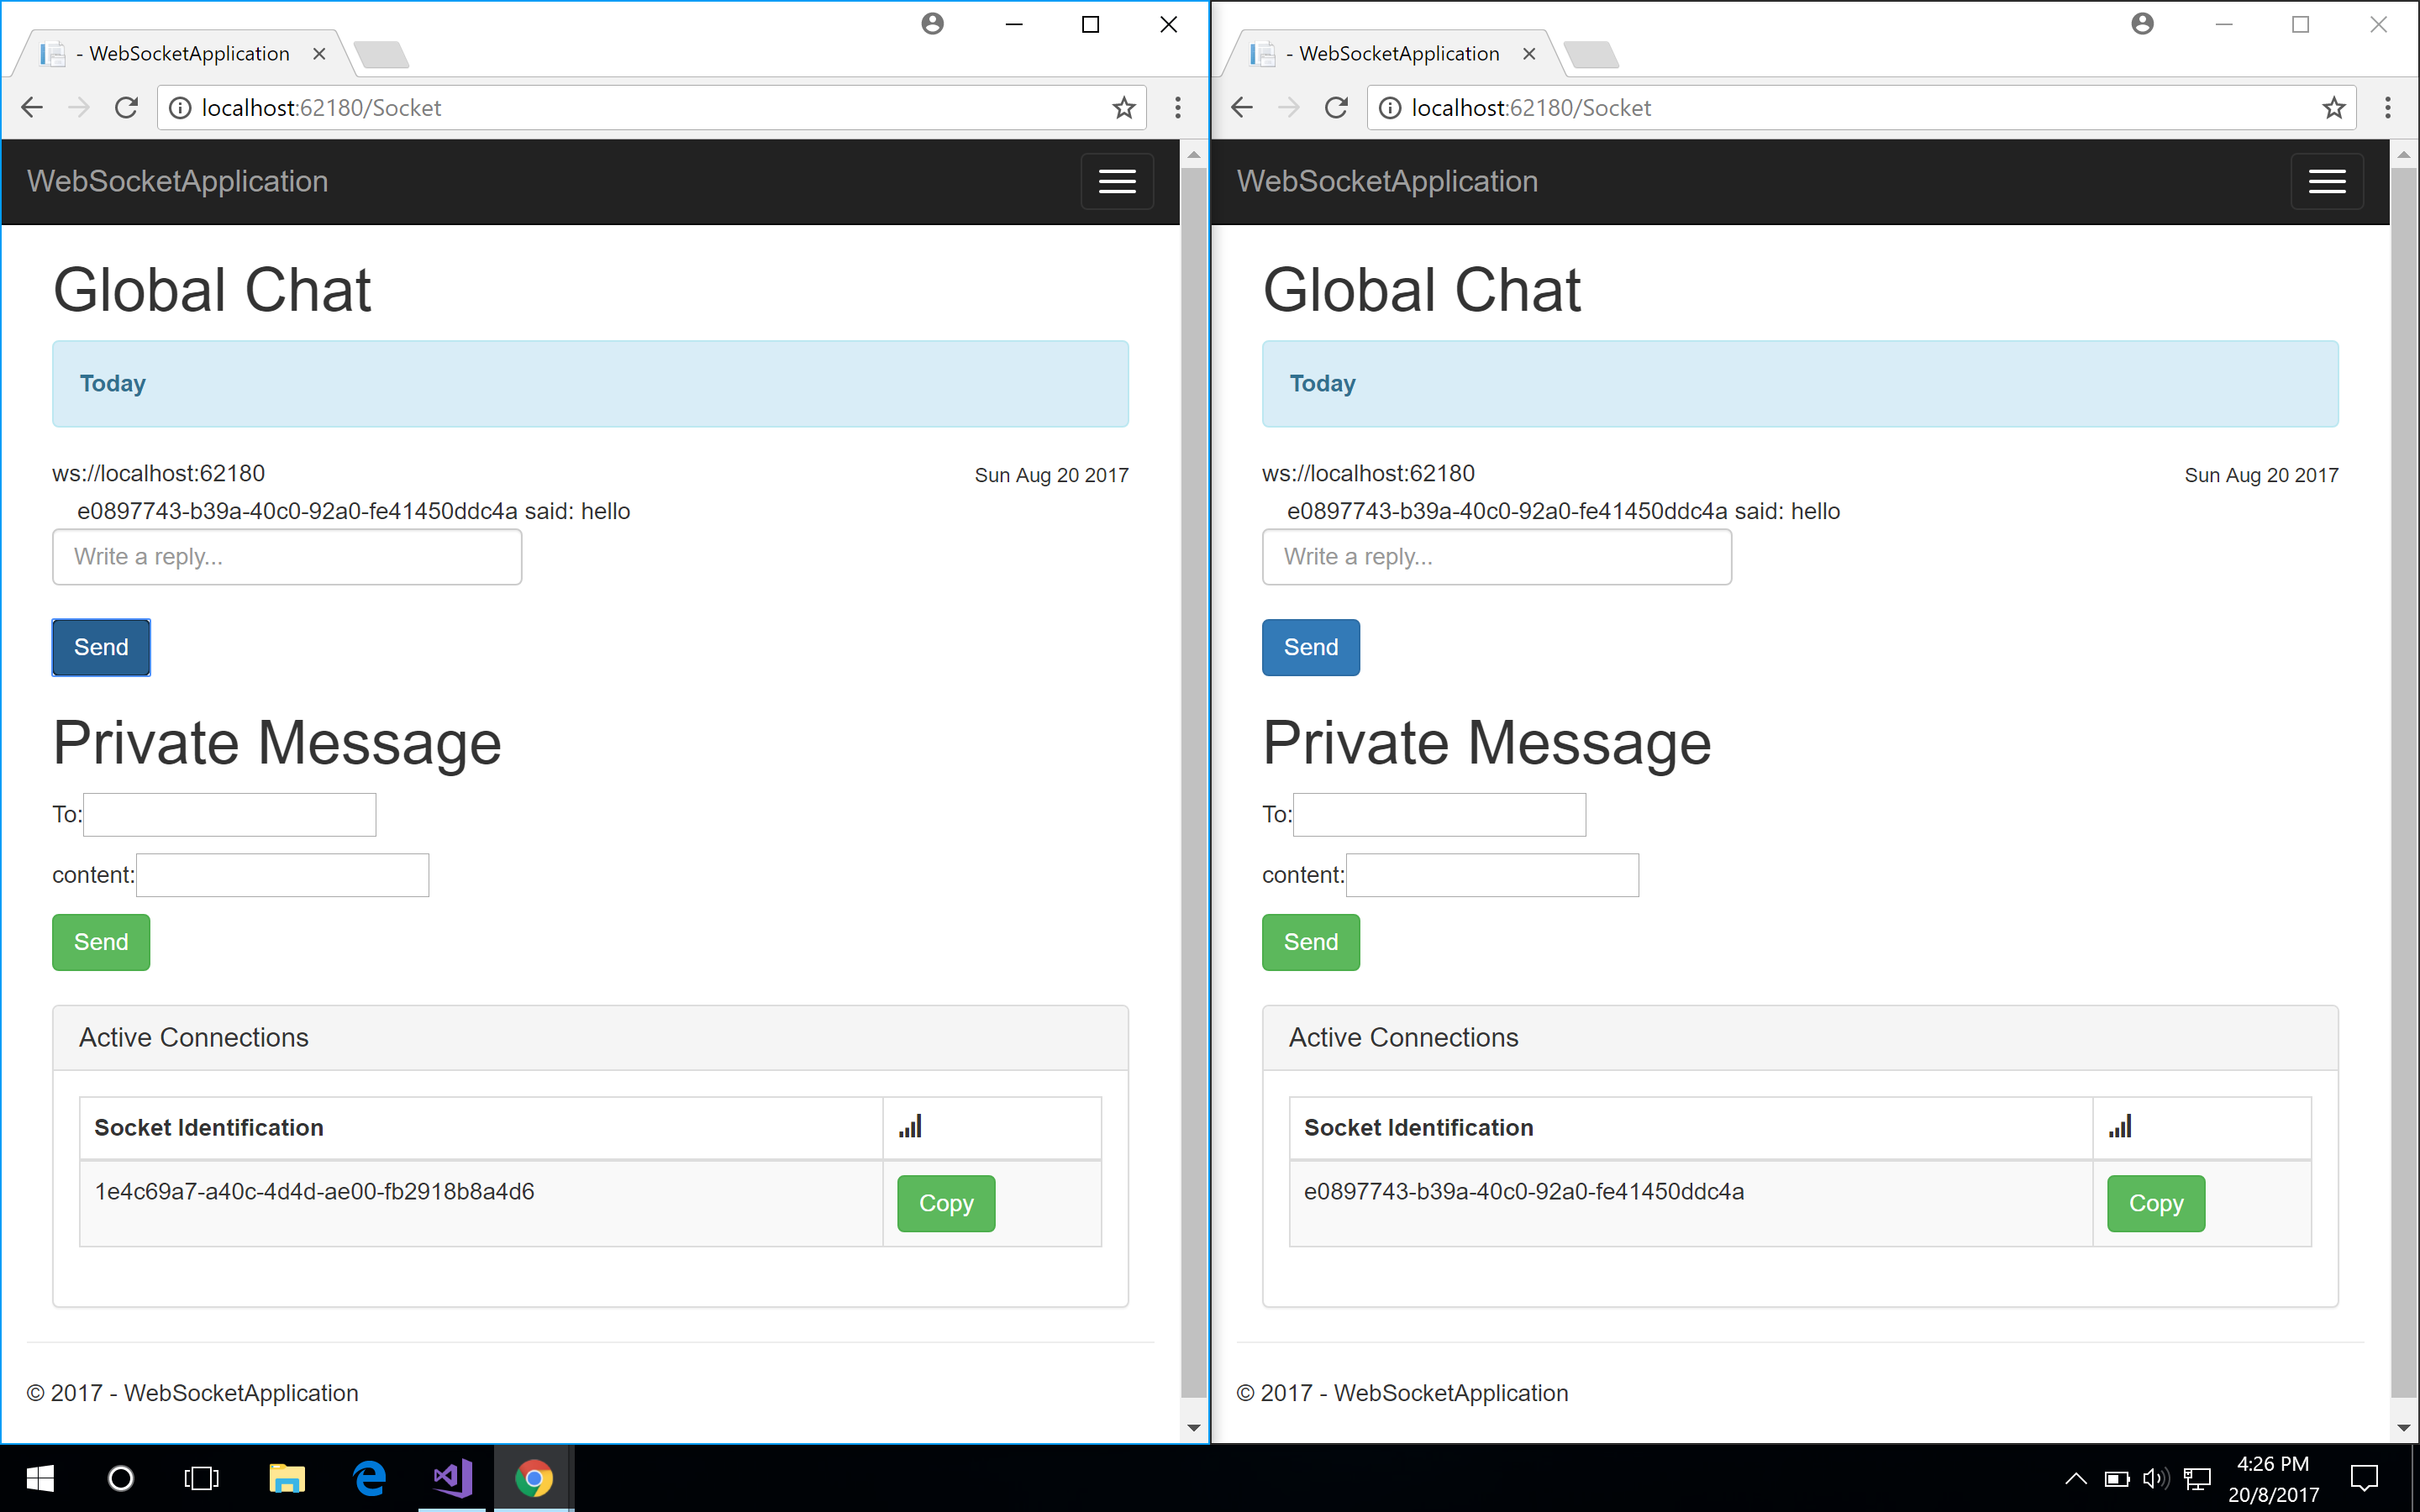 - WebSocketApplication
localhost:62180/Socket
WebSocketApplication
Global Chat
Today
ws://localhost:62180 Sun Aug 20 2017
e0897743-b39a-40c0-92a0-fe41450ddc4a said: hello
Write a reply...
Send
Private Message
To:
content:
Send
Active Connections
Socket Identification
1e4c69a7-a40c-4d4d-ae00-fb2918b8a4d6 Copy
© 2017 - WebSocketApplication
- WebSocketApplication
localhost:62180/Socket
WebSocketApplication
Global Chat
Today
ws://localhost:62180 Sun Aug 20 2017
e0897743-b39a-40c0-92a0-fe41450ddc4a said: hello
Write a reply...
Send
Private Message
To:
content:
Send
Active Connections
Socket Identification
e0897743-b39a-40c0-92a0-fe41450ddc4a Copy
© 2017 - WebSocketApplication
4:26 PM
20/8/2017